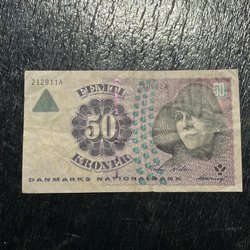 212911A
FEMTI
50
50
KRONER
DANMARKS NATIONALBANK